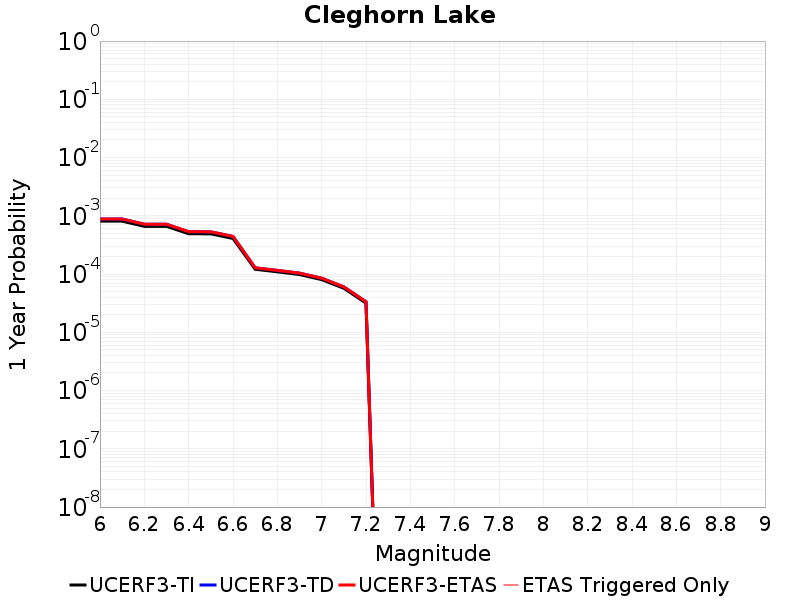 Cleghorn Lake
1 Year Probability
10^0
10^-1
10^-2
10^-3
10^-4
10^-5
10^-6
10^-7
10^-8
6 6.2 6.4 6.6 6.8 7 7.2 7.4 7.6 7.8 8 8.2 8.4 8.6 8.8 9
Magnitude
UCERF3-TI UCERF3-TD UCERF3-ETAS ETAS Triggered Only